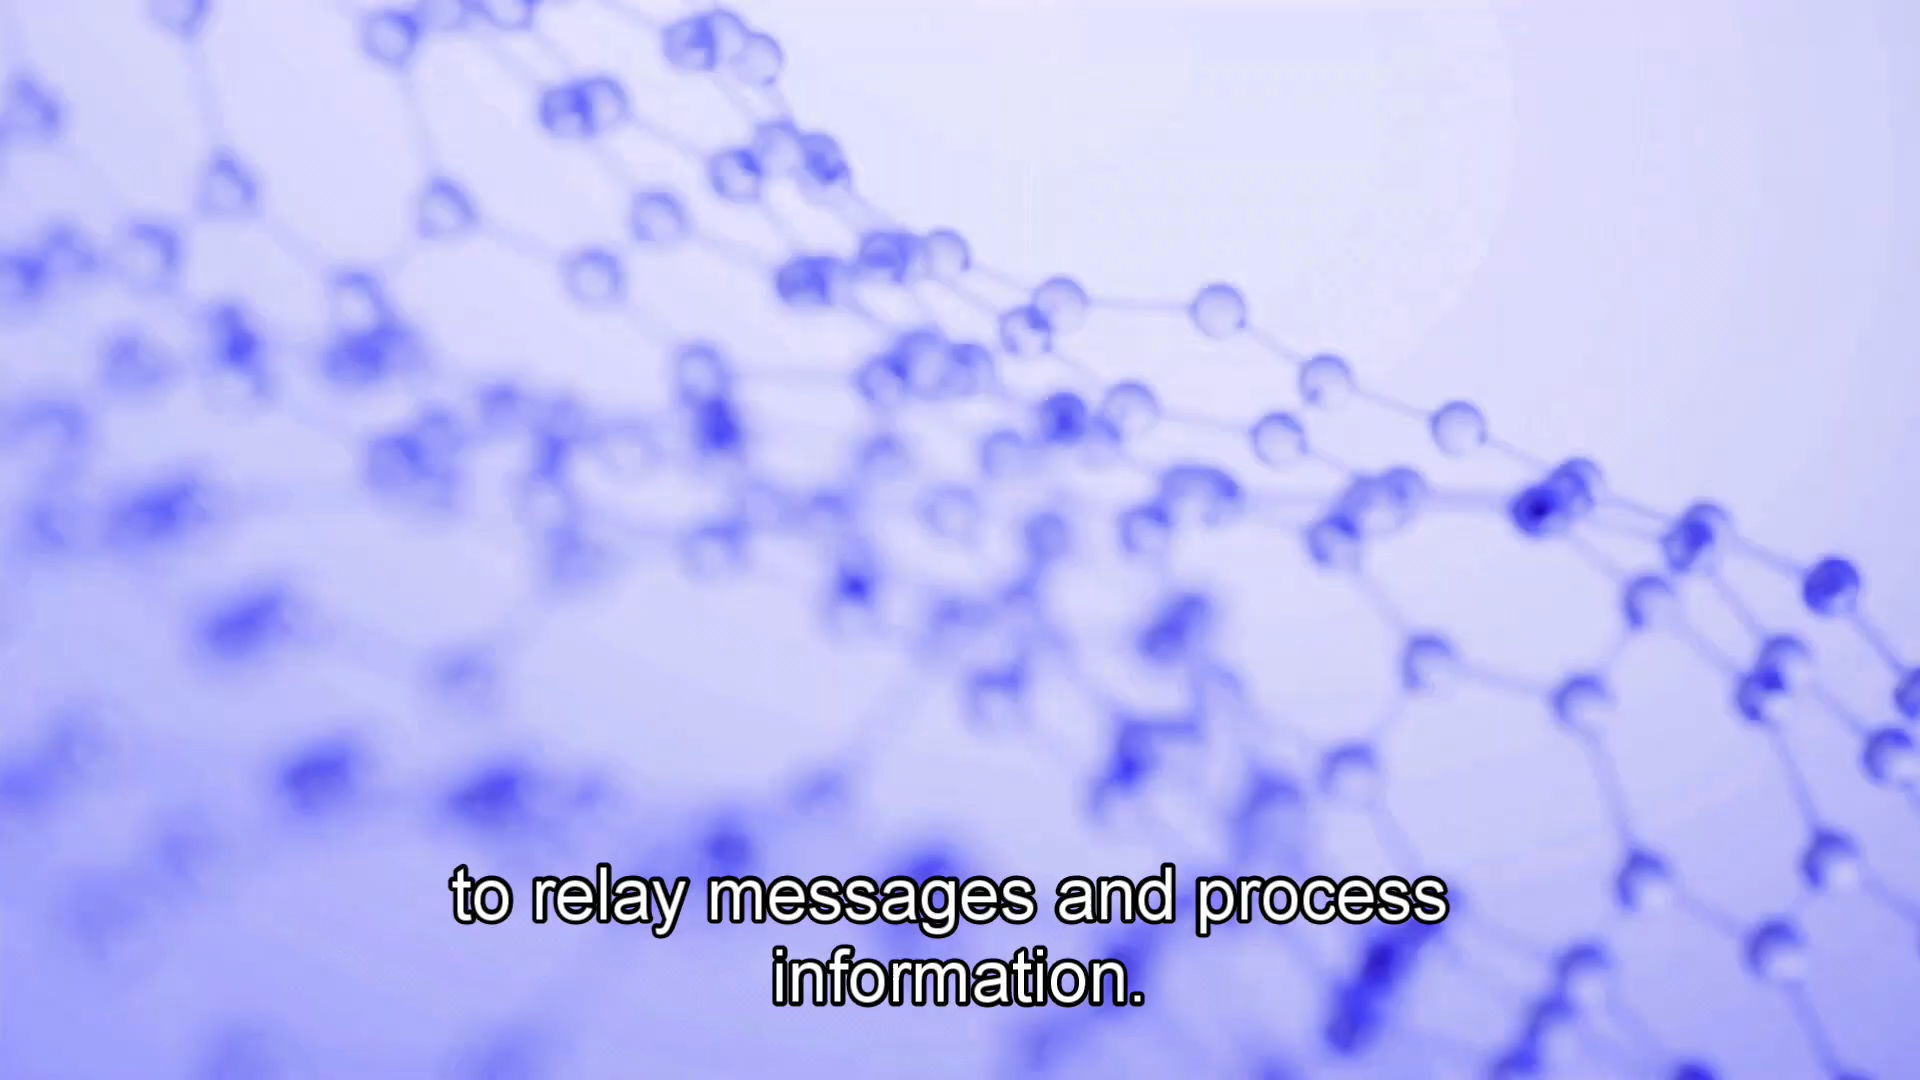 to relay messages and process
information.